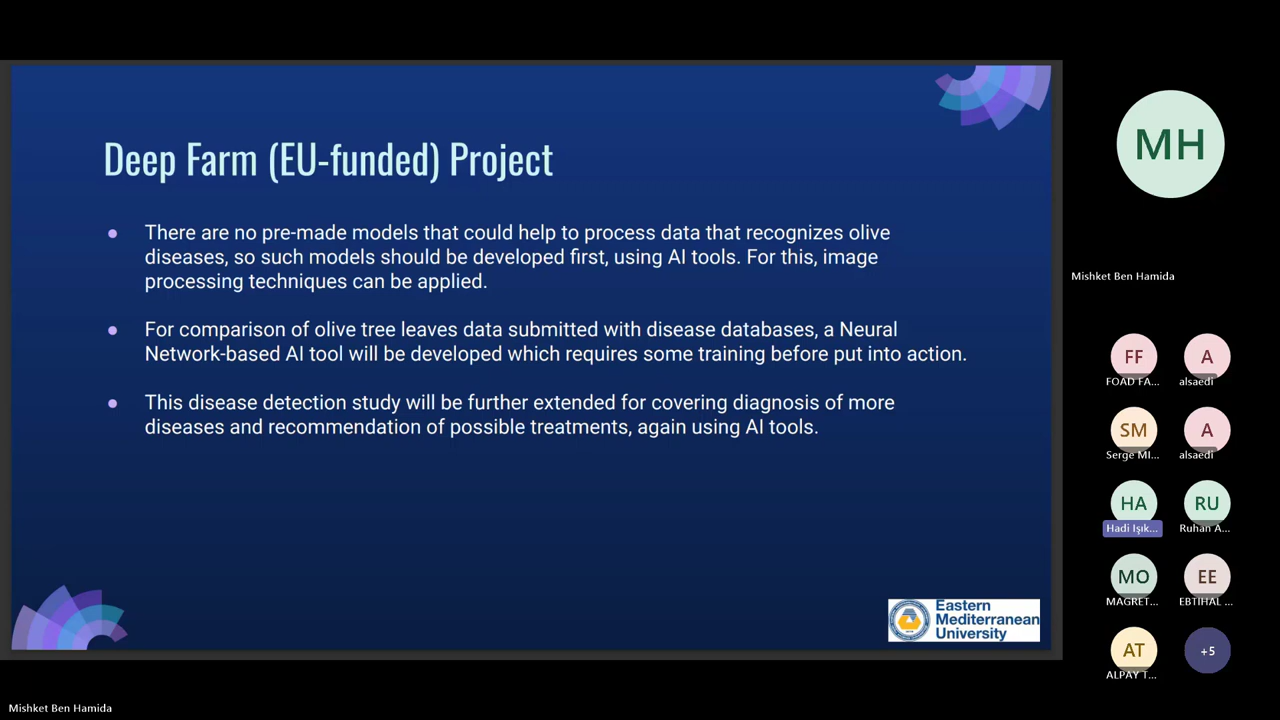 Deep Farm (EU-funded) Project
There are no pre-made models that could help to process data that recognizes olive
diseases, so such models should be developed first, using AI tools. For this, image
processing techniques can be applied.
For comparison of olive tree leaves data submitted with disease databases, a Neural
Network-based AI tool will be developed which requires some training before put into action.
This disease detection study will be further extended for covering diagnosis of more
diseases and recommendation of possible treatments, again using AI tools.
Eastern
Mediterranean
University
MH
Mishket Ben Hamida
FF A
FOAD FA... alsaedi
SM A
Serge MI... alsaedi
HA RU
Hadi Işık... Ruhan A...
MO EE
MAGRET... EBTIHAL ...
AT +5
ALPAY T...
Mishket Ben Hamida